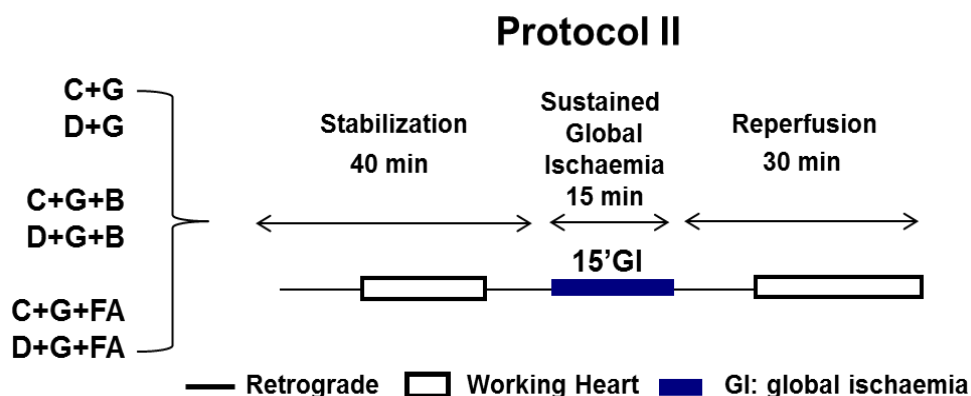 Protocol II
C+G
D+G
C+G+B
D+G+B
C+G+FA
D+G+FA
Stabilization
40 min
Sustained
Global
Ischaemia
15 min
Reperfusion
30 min
15’GI
Retrograde
Working Heart
GI: global ischaemia